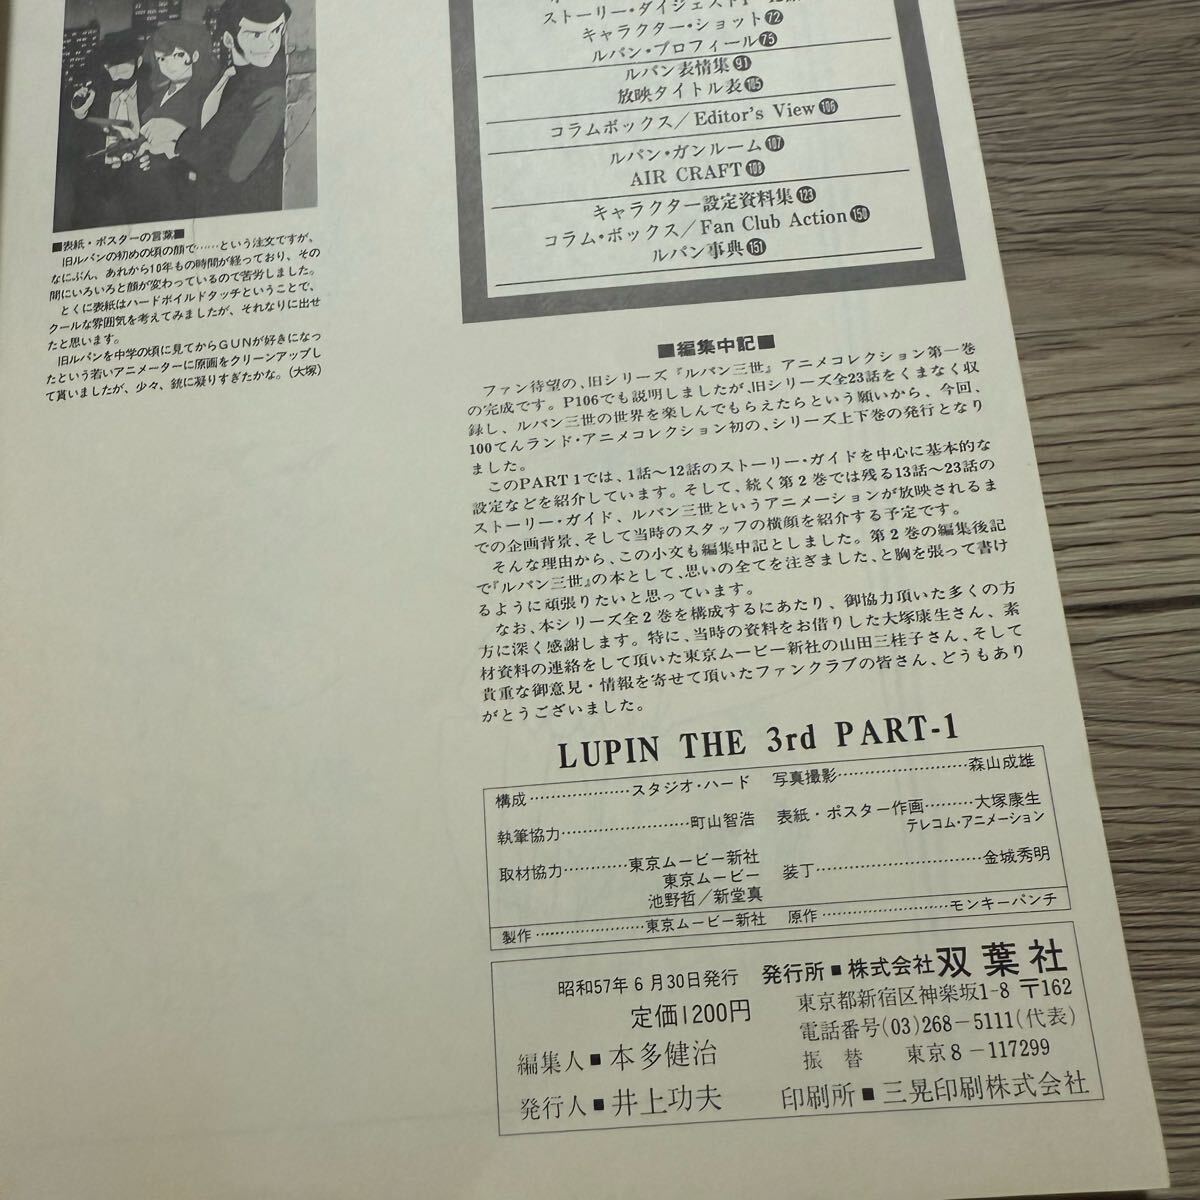 キャラクター・ショット72
ルパン・プロフィール75
ルパン表情集91
放映タイトル表105
コラムボックス/Editor's View 106
ルパン・ガンルーム107
AIR CRAFT 108
キャラクター設定資料集123
コラム・ボックス/Fan Club Action 150
ルパン事典151
■表紙・ポスターの言葉■
旧ルパンの初めの頃の顔で……という注文ですが、
なにぶん、あれから10年もの時間が経っており、その
間にいろいろと顔が変わっているので苦労しました。
とくに表紙はハードボイルドタッチということで、
クールな雰囲気を考えてみましたが、それなりに出せ
たと思います。
旧ルパンを中学の頃に見てからGUNが好きになっ
たという若いアニメーターに原画をクリーンアップし
て貰いましたが、少々、銃に凝りすぎたかな。(大塚)
■編集中記■
ファン待望の、旧シリーズ『ルパン三世』アニメコレクション第一巻
の完成です。P106でも説明しましたが、旧シリーズ全23話をくまなく収
録し、ルパン三世の世界を楽しんでもらえたらという願いから、今回、
100てんランド・アニメコレクション初の、シリーズ上下巻の発行となり
ました。
このPART1では、1話〜12話のストーリー・ガイドを中心に基本的な
設定などを紹介しています。そして、続く第2巻では残る13話〜23話の
ストーリー・ガイド、ルパン三世というアニメーションが放映されるま
での企画背景、そして当時のスタッフの横顔を紹介する予定です。
そんな理由から、この小文も編集中記としました。第2巻の編集後記
で『ルパン三世』の本として、思いの全てを注ぎました、と胸を張って書け
るように頑張りたいと思っています。
なお、本シリーズ全2巻を構成するにあたり、御協力頂いた多くの方
方に深く感謝します。特に、当時の資料をお借りした大塚康生さん、素
材資料の連絡をして頂いた東京ムービー新社の山田三桂子さん、そして
貴重な御意見・情報を寄せて頂いたファンクラブの皆さん、どうもあり
がとうございました。
LUPIN THE 3rd PART-1
構成…………………スタジオ・ハード 写真撮影……………………森山成雄
執筆協力……………………町山智浩 表紙・ポスター作画………大塚康生
テレコム・アニメーション
取材協力…………東京ムービー新社 装丁…………………………金城秀明
東京ムービー
池野哲/新堂真
製作…………………東京ムービー新社 原作…………………モンキーパンチ
昭和57年6月30日発行 発行所■株式会社双葉社
定価1200円 東京都新宿区神楽坂1-8 〒162
電話番号(03)268-5111(代表)
編集人■本多健治 振替 東京8-117299
発行人■井上功夫 印刷所■三晃印刷株式会社